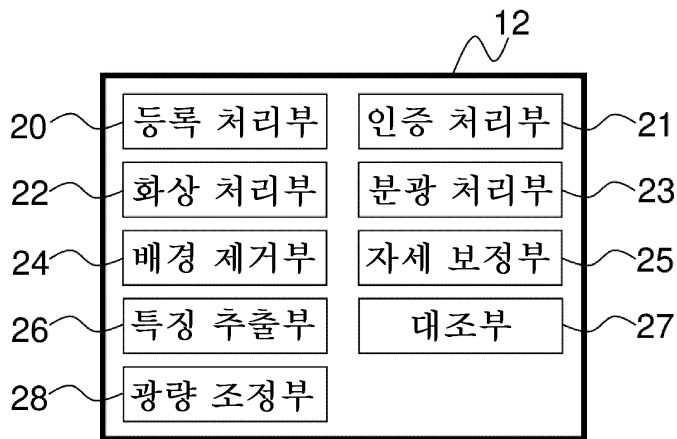 12
20 등록 처리부 인증 처리부 21
22 화상 처리부 분광 처리부 23
24 배경 제거부 자세 보정부 25
26 특징 추출부 대조부 27
28 광량 조정부